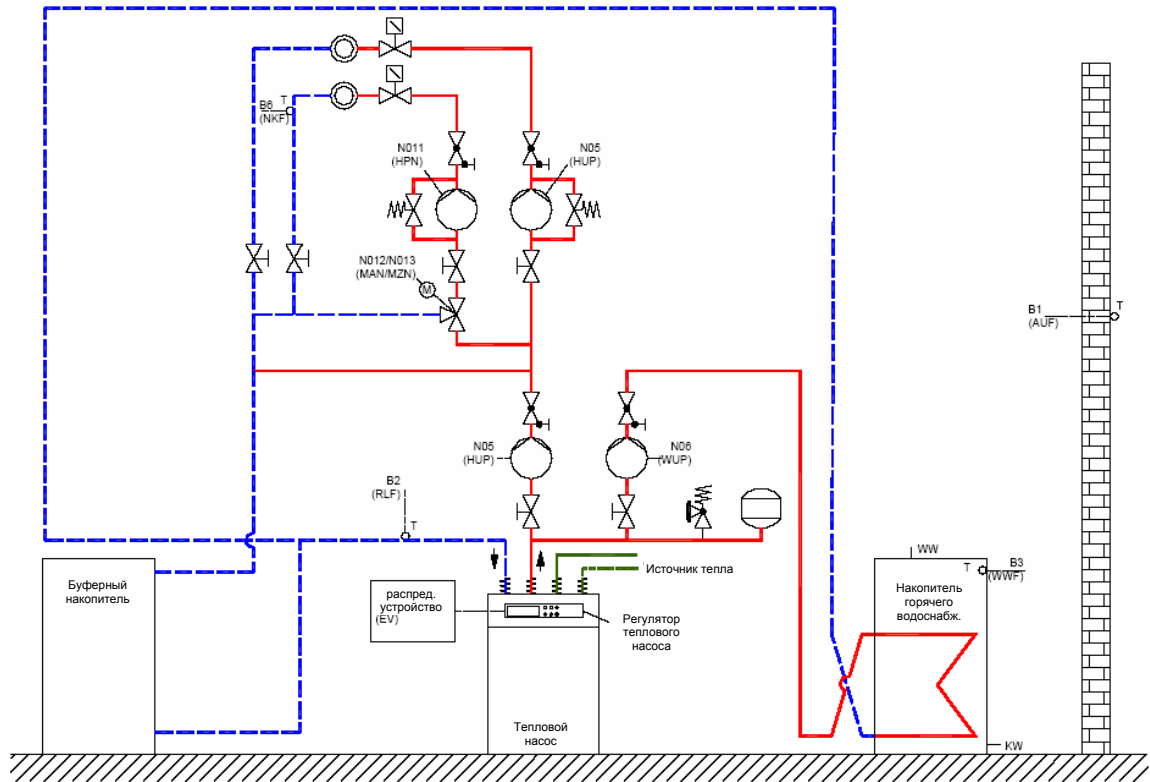 T
B6
(NKF)
N011
(HPN)
N05
(HUP)
N012/N013
(MAN/MZN)
M
B1
(AUF)
T
N05
(HUP)
N06
(WUP)
B2
(RLF)
T
WW
T
B3
(WWF)
Буферный
накопитель
Источник тепла
распред.
устройство
(EV)
Регулятор
теплового
насоса
Накопитель
горячего
водоснабж.
Тепловой
насос
KW